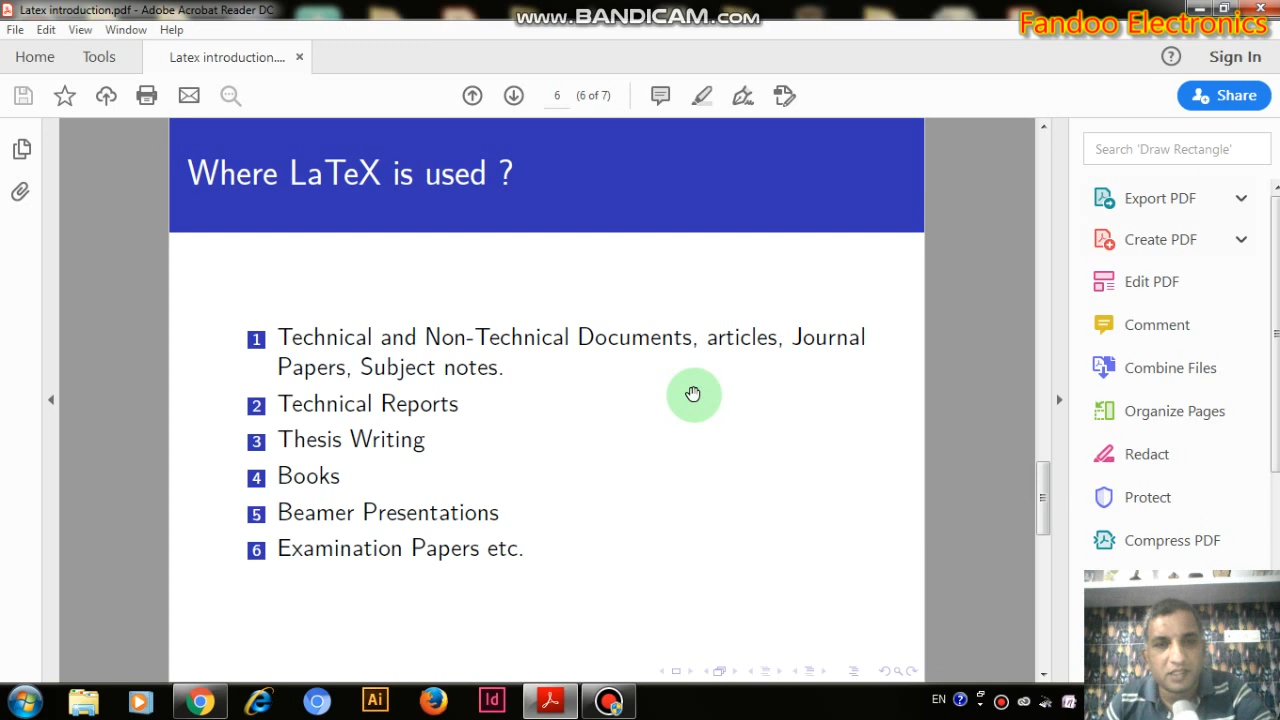 Latex introduction.pdf - Adobe Acrobat Reader DC
www.BANDICAM.com
Fandoo Electronics
File Edit View Window Help
Home Tools Latex introduction....
Sign In
6 (6 of 7)
Share
Where LaTeX is used ?
Search 'Draw Rectangle'
Export PDF
Create PDF
Edit PDF
Comment
Combine Files
Organize Pages
Redact
Protect
Compress PDF
1 Technical and Non-Technical Documents, articles, Journal
Papers, Subject notes.
2 Technical Reports
3 Thesis Writing
4 Books
5 Beamer Presentations
6 Examination Papers etc.
Ai
Id
EN